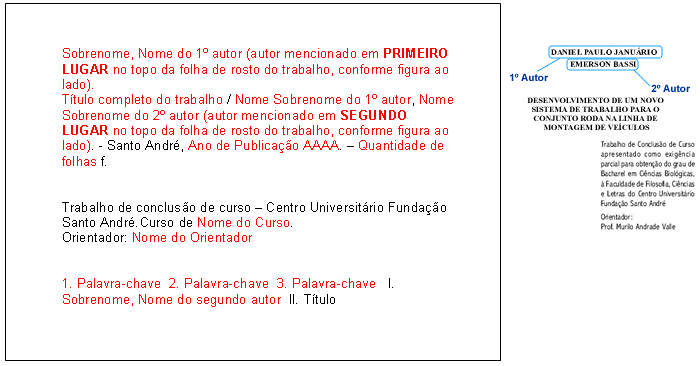 Sobrenome, Nome do 1º autor (autor mencionado em PRIMEIRO
LUGAR no topo da folha de rosto do trabalho, conforme figura ao
lado).
Título completo do trabalho / Nome Sobrenome do 1º autor, Nome
Sobrenome do 2º autor (autor mencionado em SEGUNDO
LUGAR no topo da folha de rosto do trabalho, conforme figura ao
lado). - Santo André, Ano de Publicação AAAA. – Quantidade de
folhas f.
Trabalho de conclusão de curso – Centro Universitário Fundação
Santo André.Curso de Nome do Curso.
Orientador: Nome do Orientador
1. Palavra-chave 2. Palavra-chave 3. Palavra-chave I.
Sobrenome, Nome do segundo autor II. Título
DANIEL PAULO JANUÁRIO
EMERSON BASSI
1º Autor
2º Autor
DESENVOLVIMENTO DE UM NOVO
SISTEMA DE TRABALHO PARA O
CONJUNTO RODA NA LINHA DE
MONTAGEM DE VEÍCULOS
Trabalho de Conclusão de Curso
apresentado como exigência
parcial para obtenção do grau de
Bacharel em Ciências Biológicas,
à Faculdade de Filosofia, Ciências
e Letras do Centro Universitário
Fundação Santo André
Orientador:
Prof. Murilo Andrade Valle